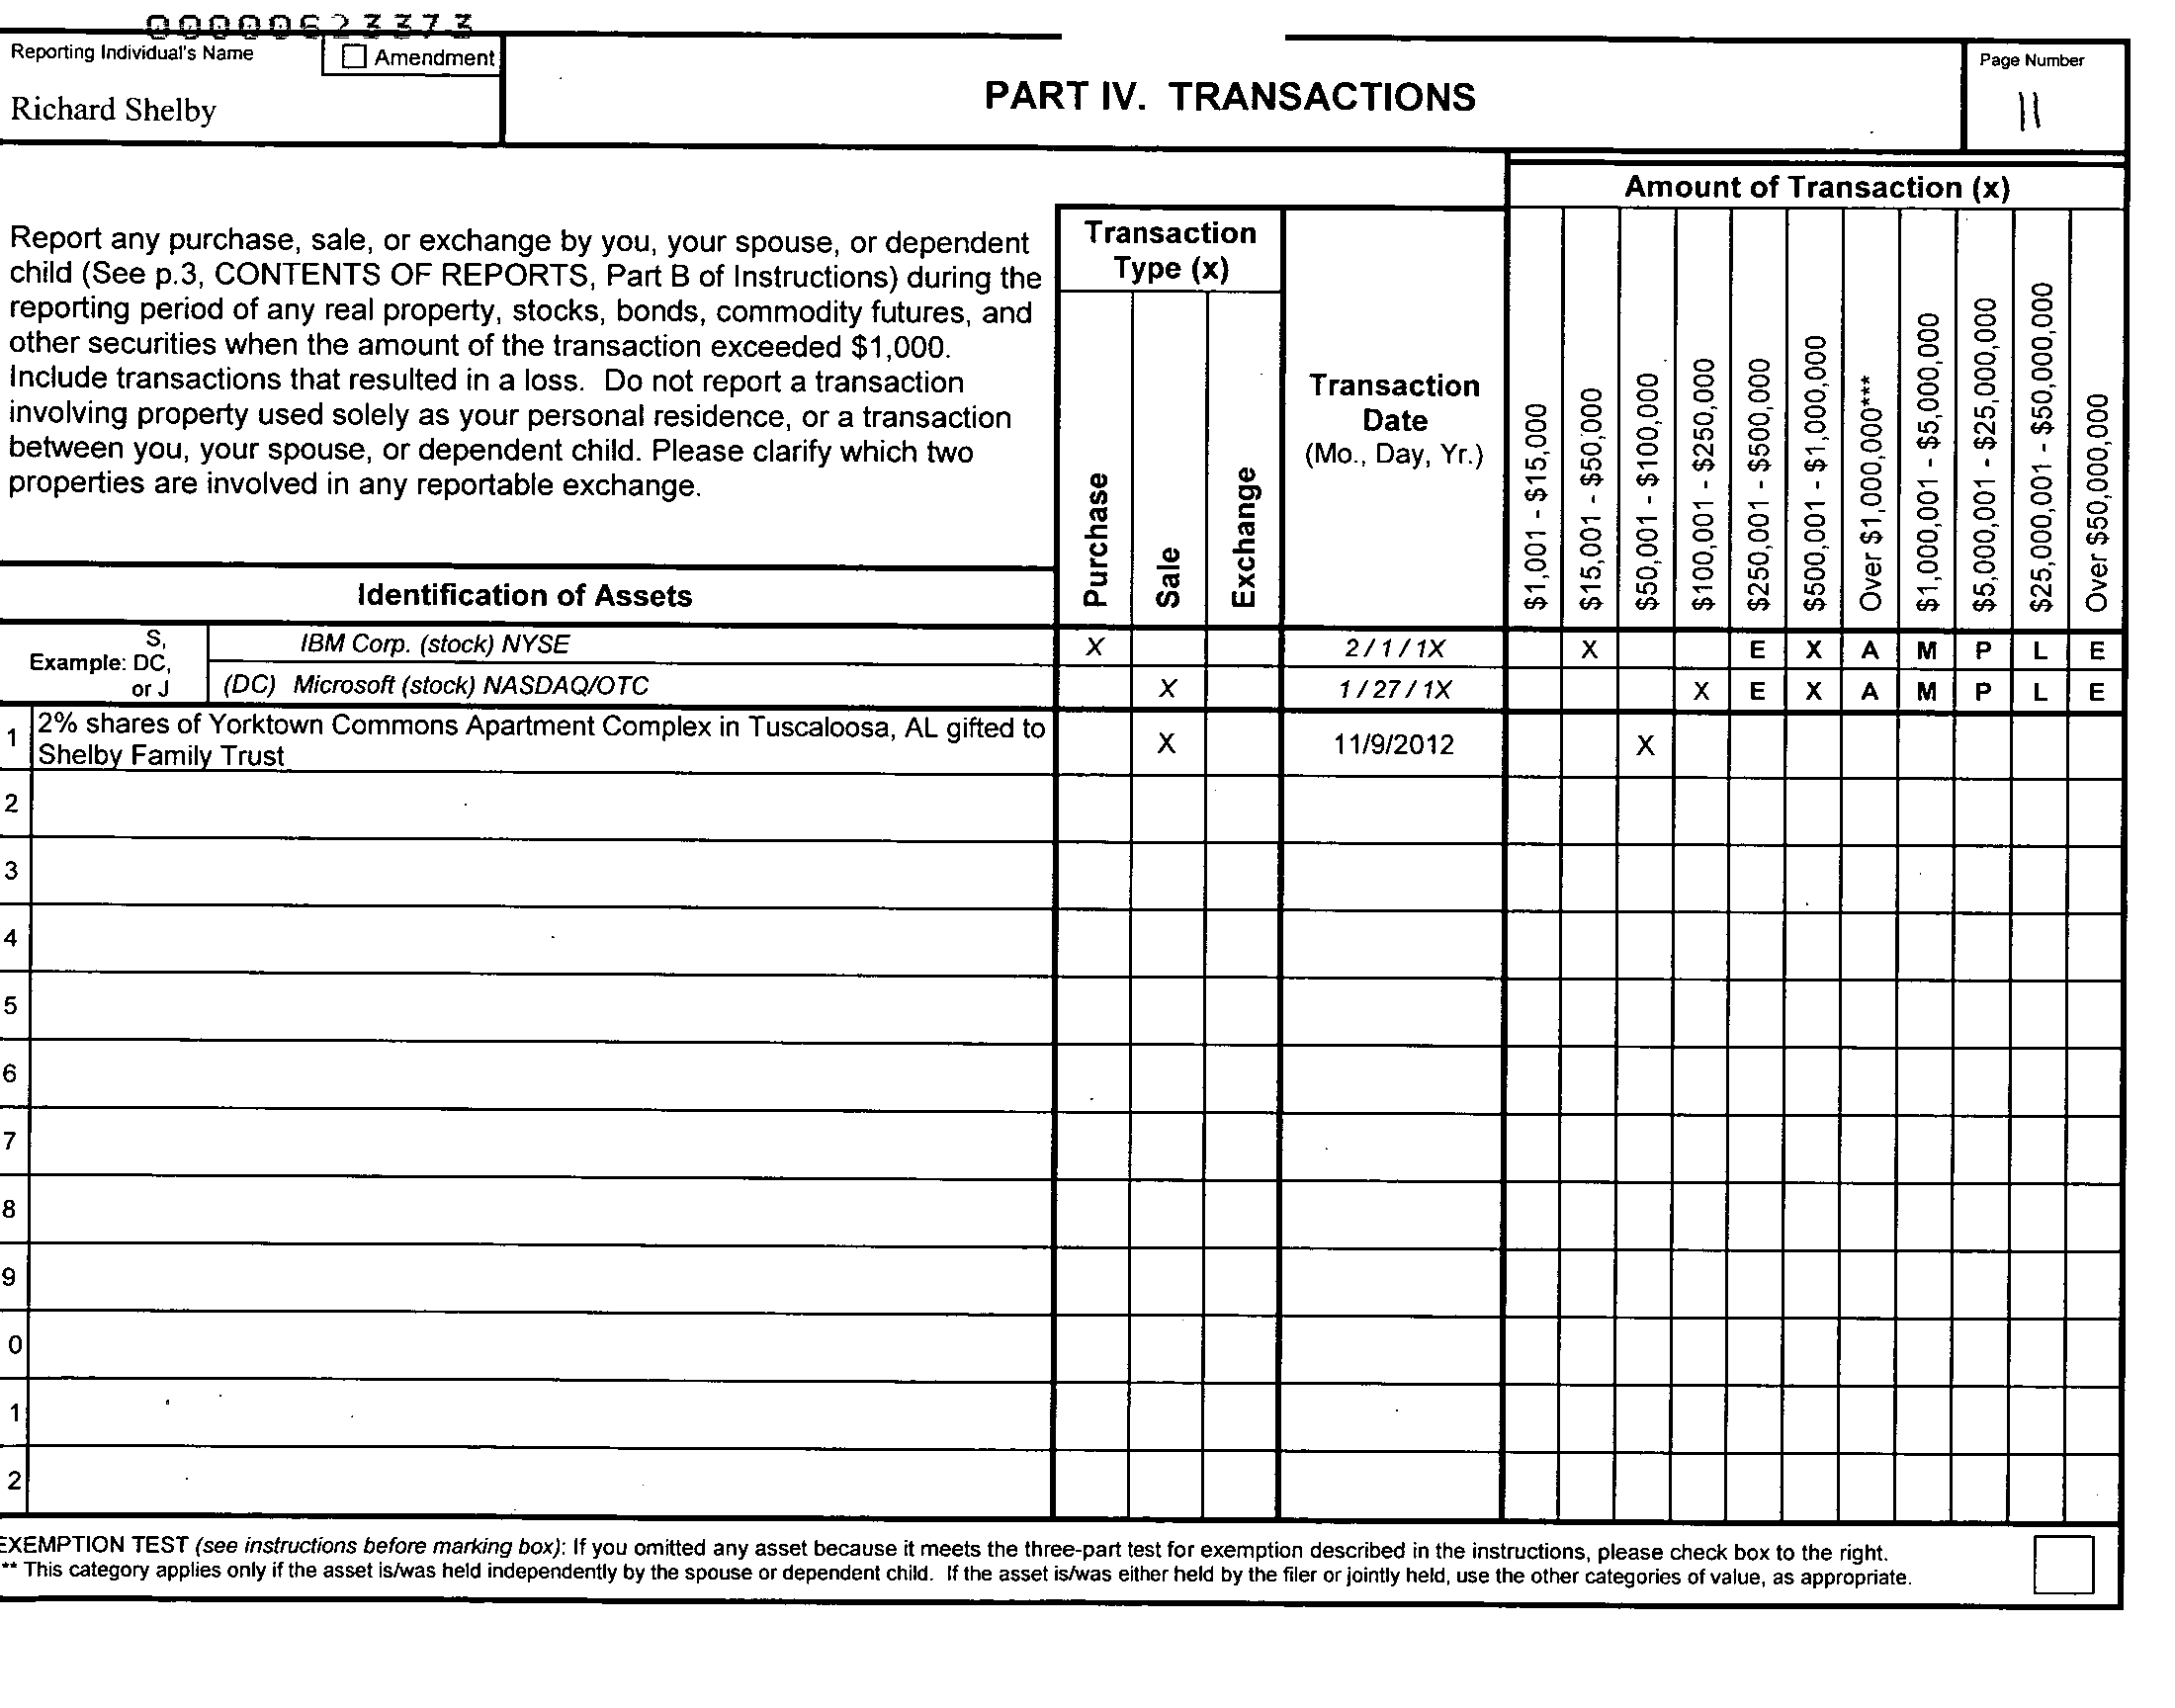 00000623373
Reporting Individual's Name
Amendment
Richard Shelby
PART IV. TRANSACTIONS
Page Number
11
Amount of Transaction (x)
Report any purchase, sale, or exchange by you, your spouse, or dependent
child (See p.3, CONTENTS OF REPORTS, Part B of Instructions) during the
reporting period of any real property, stocks, bonds, commodity futures, and
other securities when the amount of the transaction exceeded $1,000.
Include transactions that resulted in a loss. Do not report a transaction
involving property used solely as your personal residence, or a transaction
between you, your spouse, or dependent child. Please clarify which two
properties are involved in any reportable exchange.
Transaction
Type (x)
Purchase
Sale
Exchange
Transaction
Date
(Mo., Day, Yr.)
$1,001 - $15,000
$15,001 - $50,000
$50,001 - $100,000
$100,001 - $250,000
$250,001 - $500,000
$500,001 - $1,000,000
Over $1,000,000***
$1,000,001 - $5,000,000
$5,000,001 - $25,000,000
$25,000,001 - $50,000,000
Over $50,000,000
Identification of Assets
Example: S, DC, or J
IBM Corp. (stock) NYSE X 2 / 1 / 1X X E X A M P L E
(DC) Microsoft (stock) NASDAQ/OTC X 1 / 27 / 1X X E X A M P L E
1 2% shares of Yorktown Commons Apartment Complex in Tuscaloosa, AL gifted to
Shelby Family Trust X 11/9/2012 X
2
3
4
5
6
7
8
9
0
1
2
EXEMPTION TEST (see instructions before marking box): If you omitted any asset because it meets the three-part test for exemption described in the instructions, please check box to the right.
** This category applies only if the asset is/was held independently by the spouse or dependent child. If the asset is/was either held by the filer or jointly held, use the other categories of value, as appropriate.